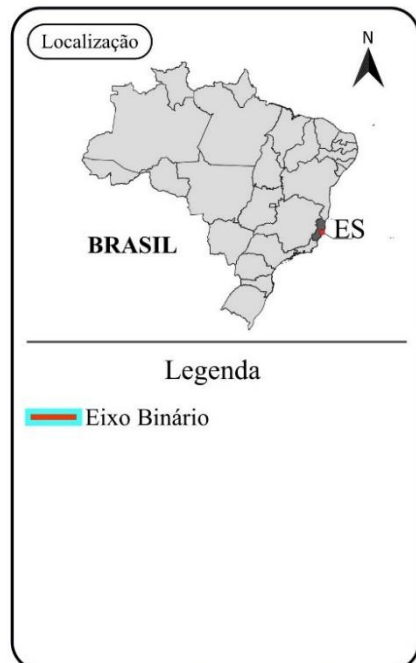 Localização
N
BRASIL
ES
Legenda
Eixo Binário